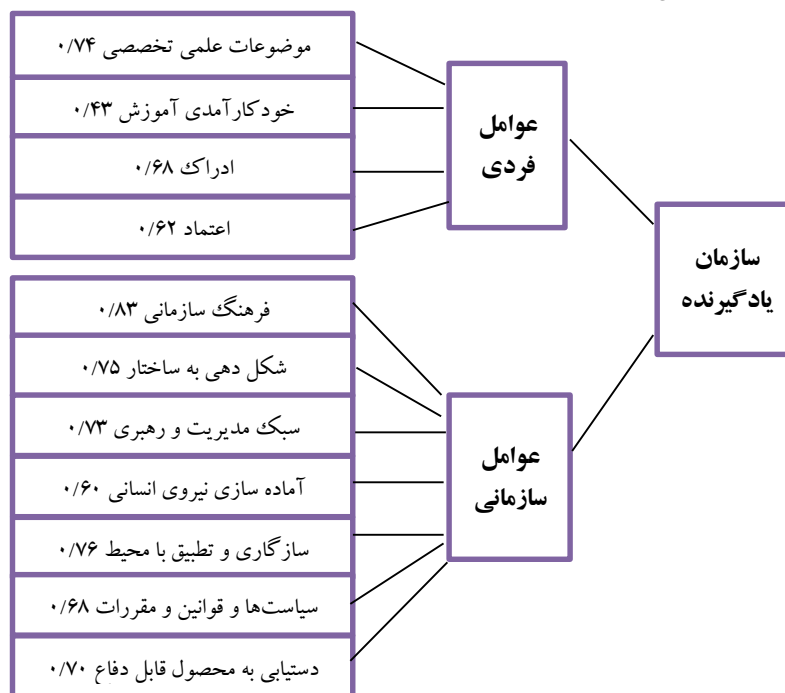 موضوعات علمی تخصصی ۰/۷۴
خودکارآمدی آموزش ۰/۴۳
ادراک ۰/۶۸
اعتماد ۰/۶۲
عوامل
فردی
سازمان
یادگیرنده
فرهنگ سازمانی ۰/۸۳
شکل دهی به ساختار ۰/۷۵
سبک مدیریت و رهبری ۰/۷۳
آماده سازی نیروی انسانی ۰/۶۰
سازگاری و تطبیق با محیط ۰/۷۶
سیاست‌ها و قوانین و مقررات ۰/۶۸
دستیابی به محصول قابل دفاع ۰/۷۰
عوامل
سازمانی